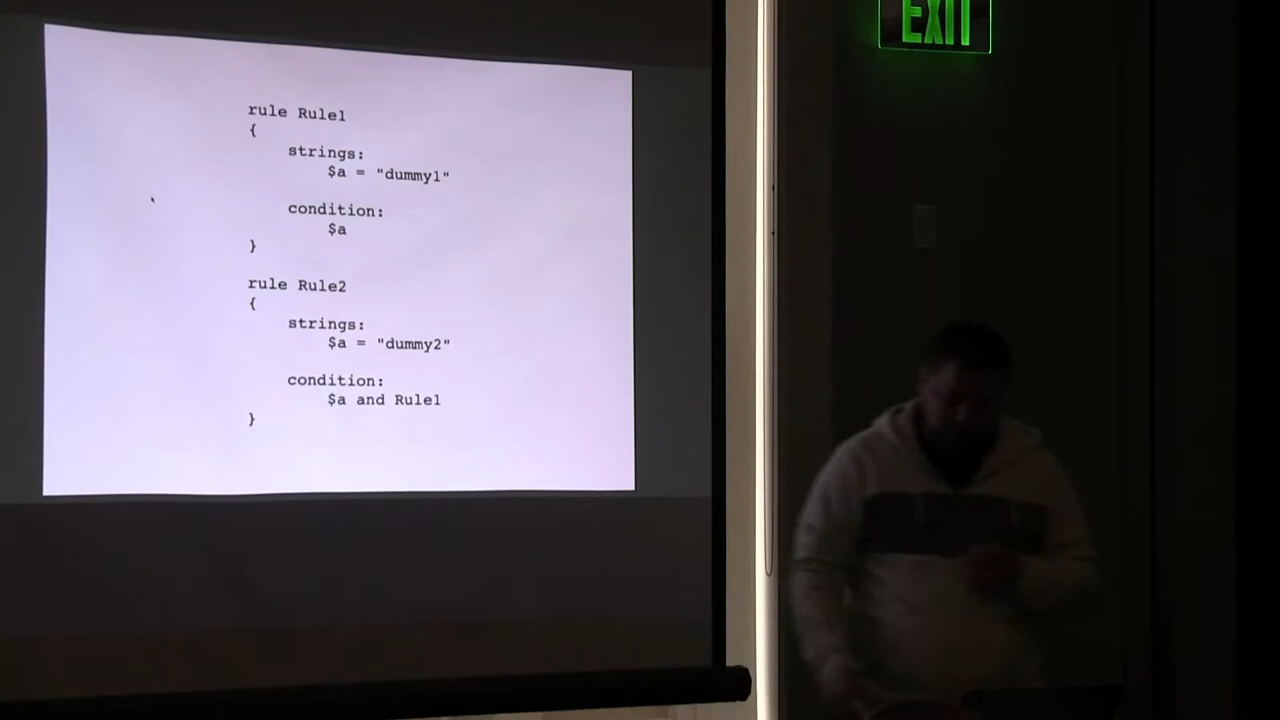 rule Rule1
{
strings:
$a = "dummy1"
condition:
$a
}
rule Rule2
{
strings:
$a = "dummy2"
condition:
$a and Rule1
}
EXIT